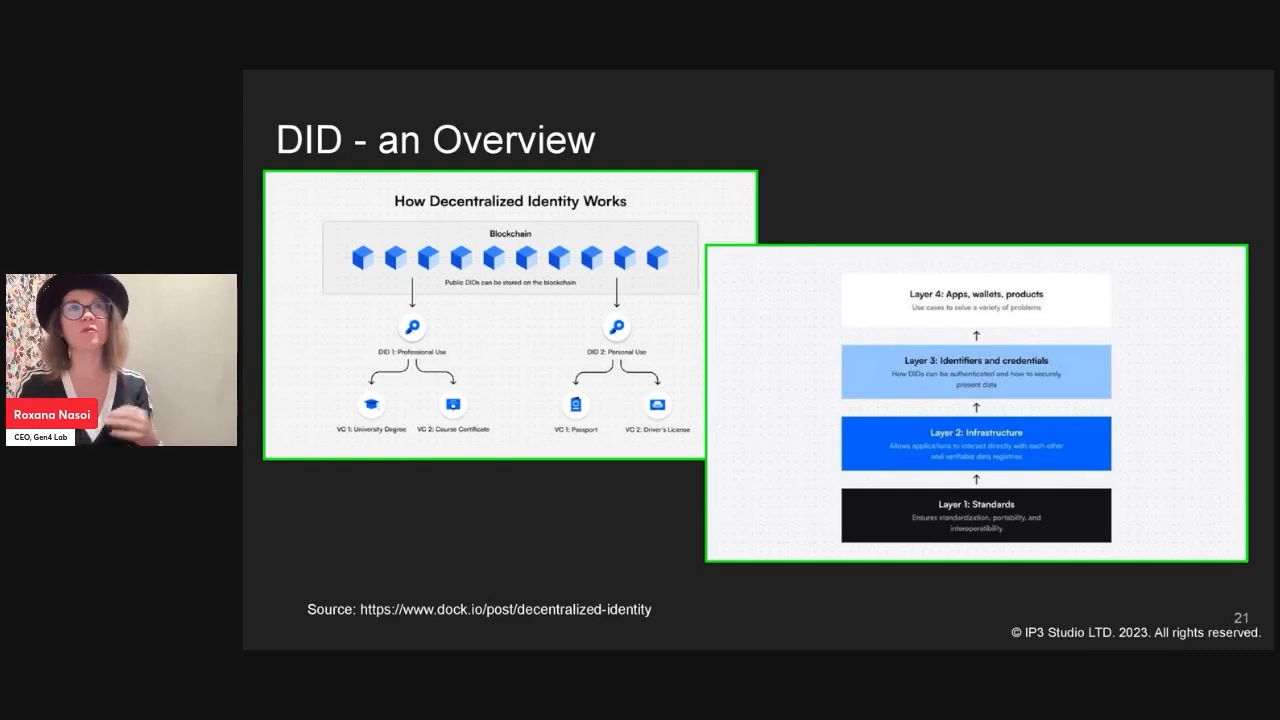 DID - an Overview
How Decentralized Identity Works
Blockchain
Public DIDs can be stored on the blockchain
DID 1: Professional Use
DID 2: Personal Use
VC 1: University Degree
VC 2: Course Certificate
VC 1: Passport
VC 2: Driver's License
Layer 4: Apps, wallets, products
Use cases to solve a variety of problems
Layer 3: Identifiers and credentials
How DIDs can be authenticated and how to securely
present data
Layer 2: Infrastructure
Allows applications to interact directly with each other
and verifiable data registries
Layer 1: Standards
Ensures standardization, portability, and
interoperatibility.
Roxana Nasoi
CEO, Gen4 Lab
Source: https://www.dock.io/post/decentralized-identity
21
© IP3 Studio LTD. 2023. All rights reserved.